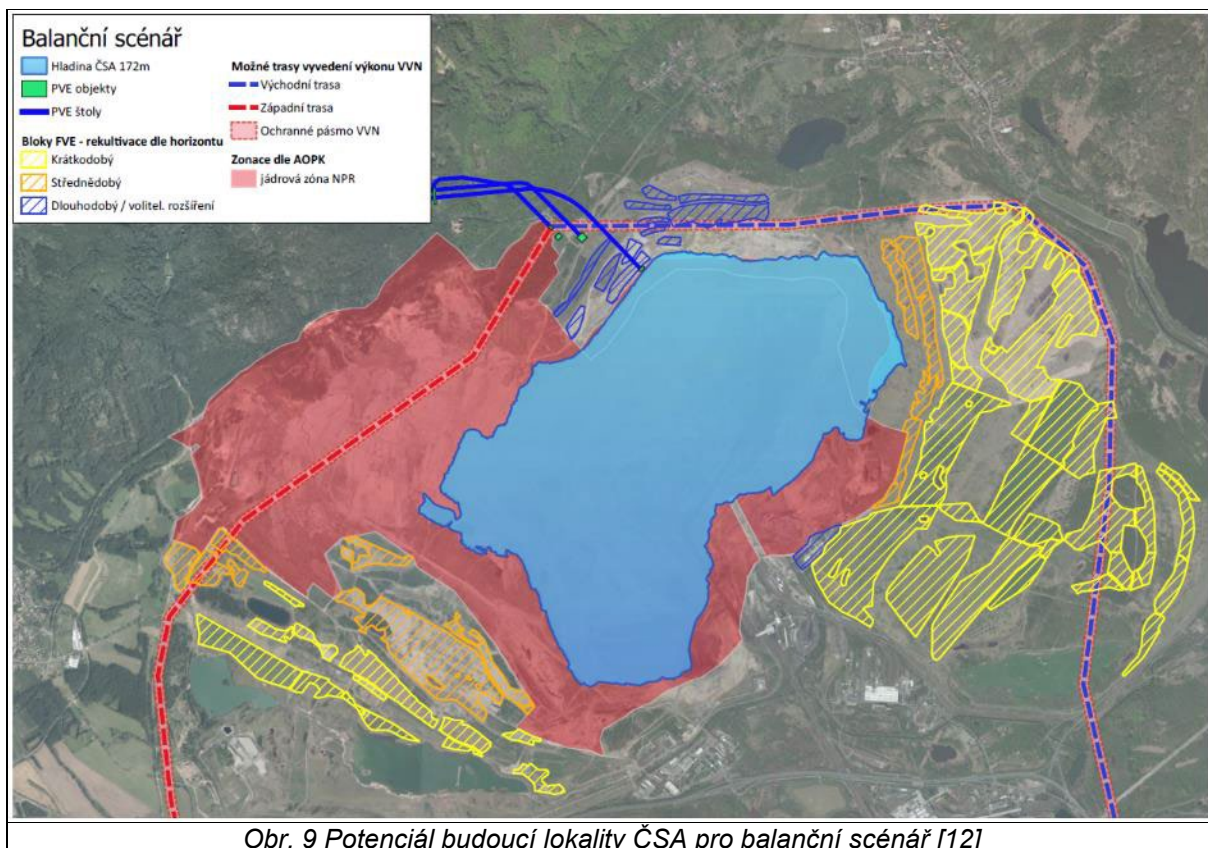 Balanční scénář
Hladina ČSA 172m
PVE objekty
PVE štoly
Bloky FVE - rekultivace dle horizontu
Krátkodobý
Střednědobý
Dlouhodobý / volitel. rozšíření
Možné trasy vyvedení výkonu VVN
Východní trasa
Západní trasa
Ochranné pásmo VVN
Zonace dle AOPK
jádrová zóna NPR
Obr. 9 Potenciál budoucí lokality ČSA pro balanční scénář [12]